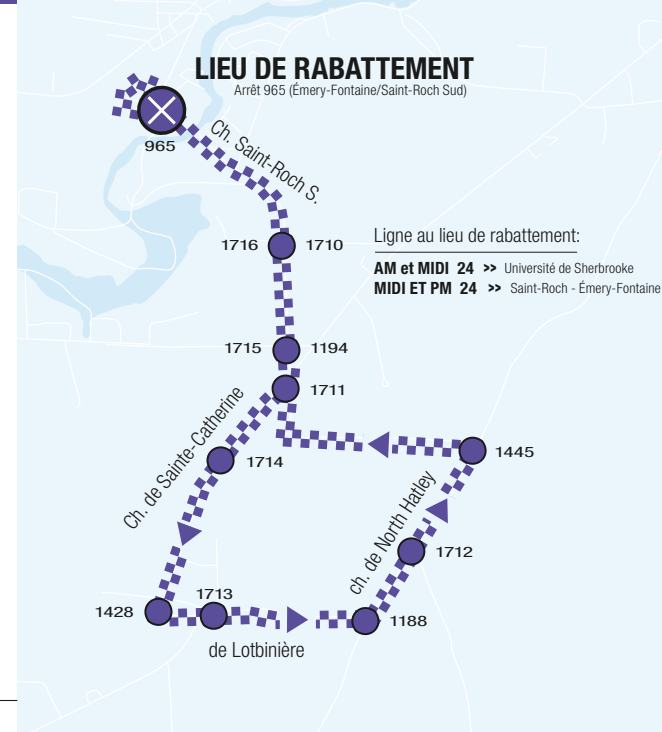 LIEU DE RABATTEMENT
Arrêt 965 (Émery-Fontaine/Saint-Roch Sud)
965
Ch. Saint-Roch S.
1716
1710
Ligne au lieu de rabattement:
AM et MIDI 24 >> Université de Sherbrooke
MIDI ET PM 24 >> Saint-Roch - Émery-Fontaine
1715
1194
1711
Ch. de Sainte-Catherine
1714
1445
ch. de North Hatley
1712
1428
1713
1188
de Lotbinière